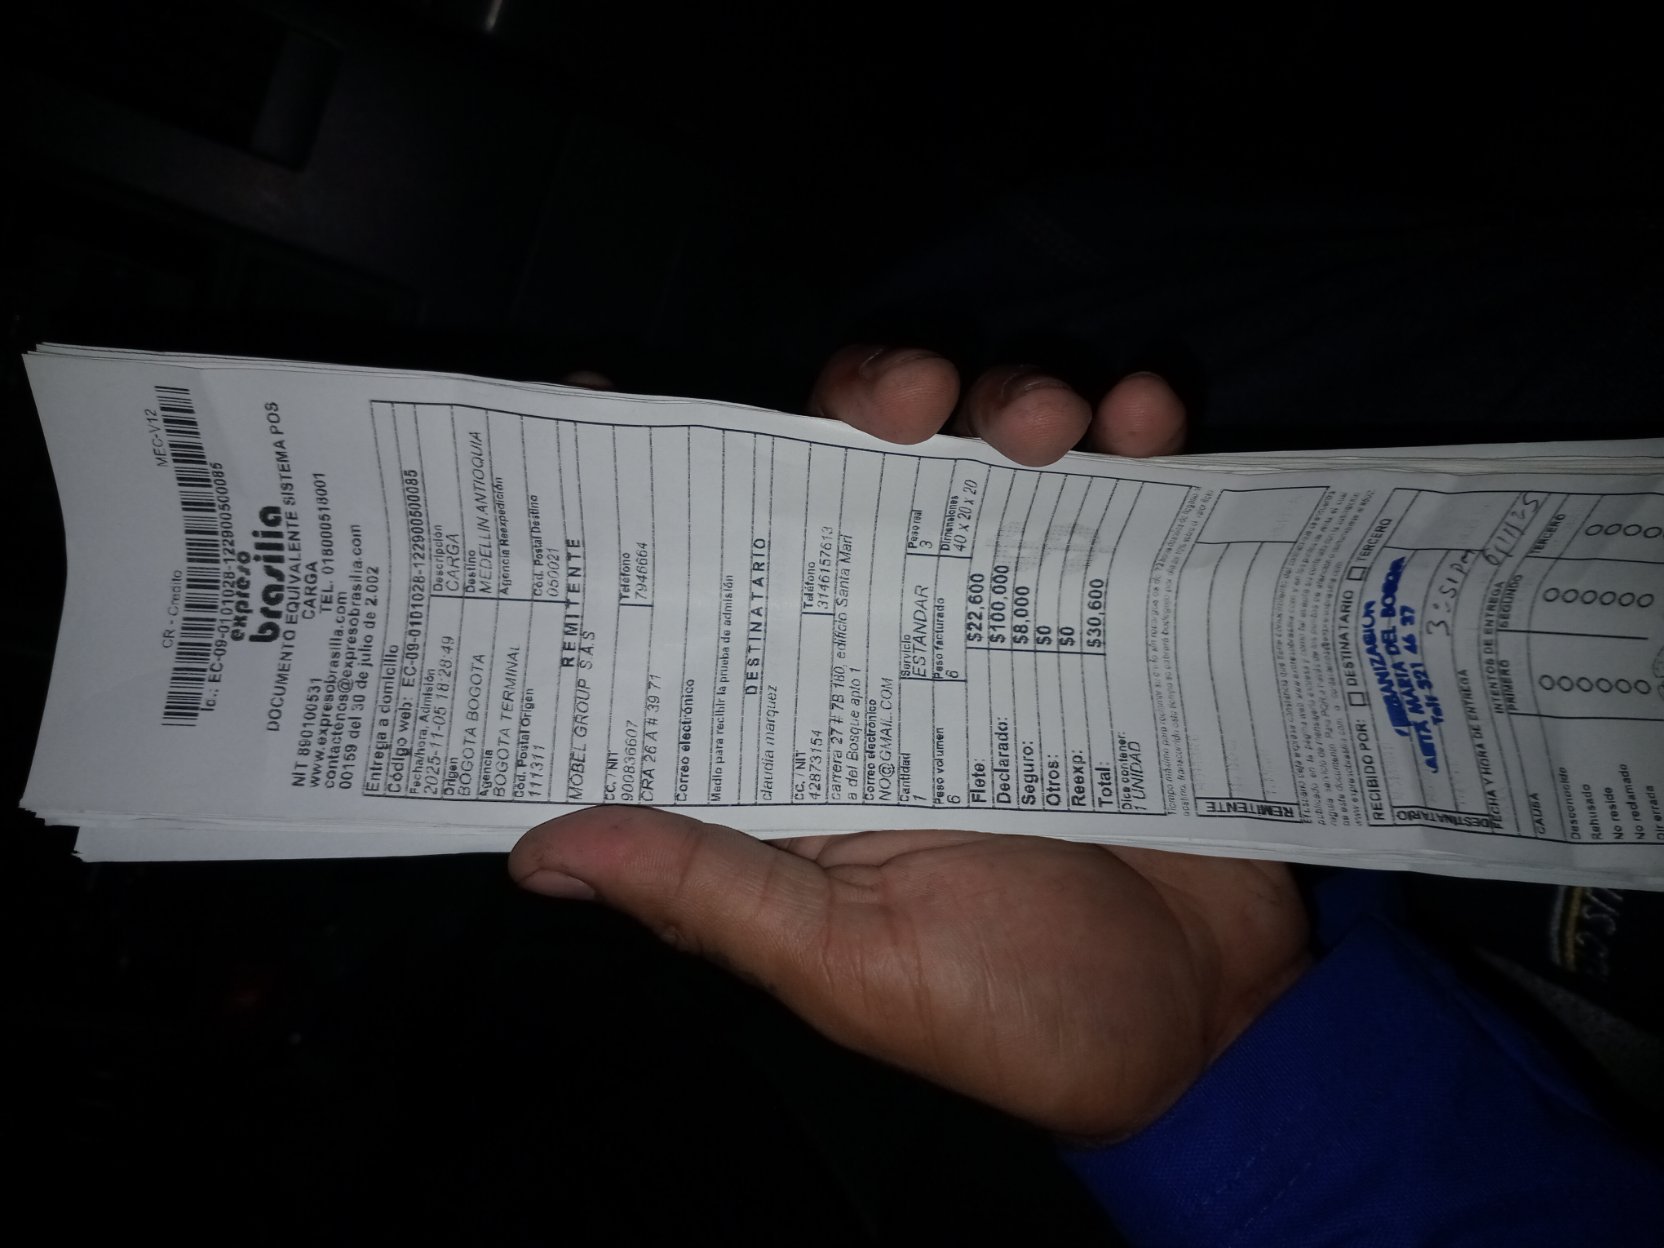 CR - Credito MEC-V12
Ic.: EC-09-0101028-122900500085
expreso
brasilia
DOCUMENTO EQUIVALENTE SISTEMA POS
CARGA
NIT 890100531 TEL. 018000518001
www.expresobrasilia.com
contactenos@expresobrasilia.com
00159 del 30 de julio de 2.002
Entrega a domicilio
Código web: EC-09-0101028-122900500085
Fecha/hora, Admisión Descripción
2025-11-05 18:28:49 CARGA
Origen Destino
BOGOTA BOGOTA MEDELLIN ANTIOQUIA
Agencia Agencia Reexpedición
BOGOTA TERMINAL
Cód. Postal Origen Cód. Postal Destino
111311 050021
REMITENTE
MOBEL GROUP SAS
CC. / NIT Teléfono
900836607 7946664
CRA 26 A # 39 71
Correo electrónico
Medio para recibir la prueba de admisión
DESTINATARIO
Claudia marquez
CC. / NIT Teléfono
42873154 3146157613
Carrera 27# 7B 180, edificio Santa Marí
a del Bosque apto 1
Correo electrónico
NO@GMAIL.COM
Cantidad Servicio Peso real
1 ESTANDAR 3
Peso volumen Peso facturado Dimensiones
6 6 40 x 20 x 20
Flete: $22,600
Declarado: $100,000
Seguro: $8,000
Otros: $0
Reexp: $0
Total: $30,600
Dice contener:
1 UNIDAD
REMITENTE
RECIBIDO POR: DESTINATARIO TERCERO
DESTINATARIO
URBANIZACION
SANTA MARIA DEL BOSQUE
Telf: 321 46 37
FECHA Y HORA DE ENTREGA
INTENTOS DE ENTREGA
CAUSA PRIMERO SEGUNDO TERCERO
Desconocido
Rehusado
No reside
No reclamado
Dir errada